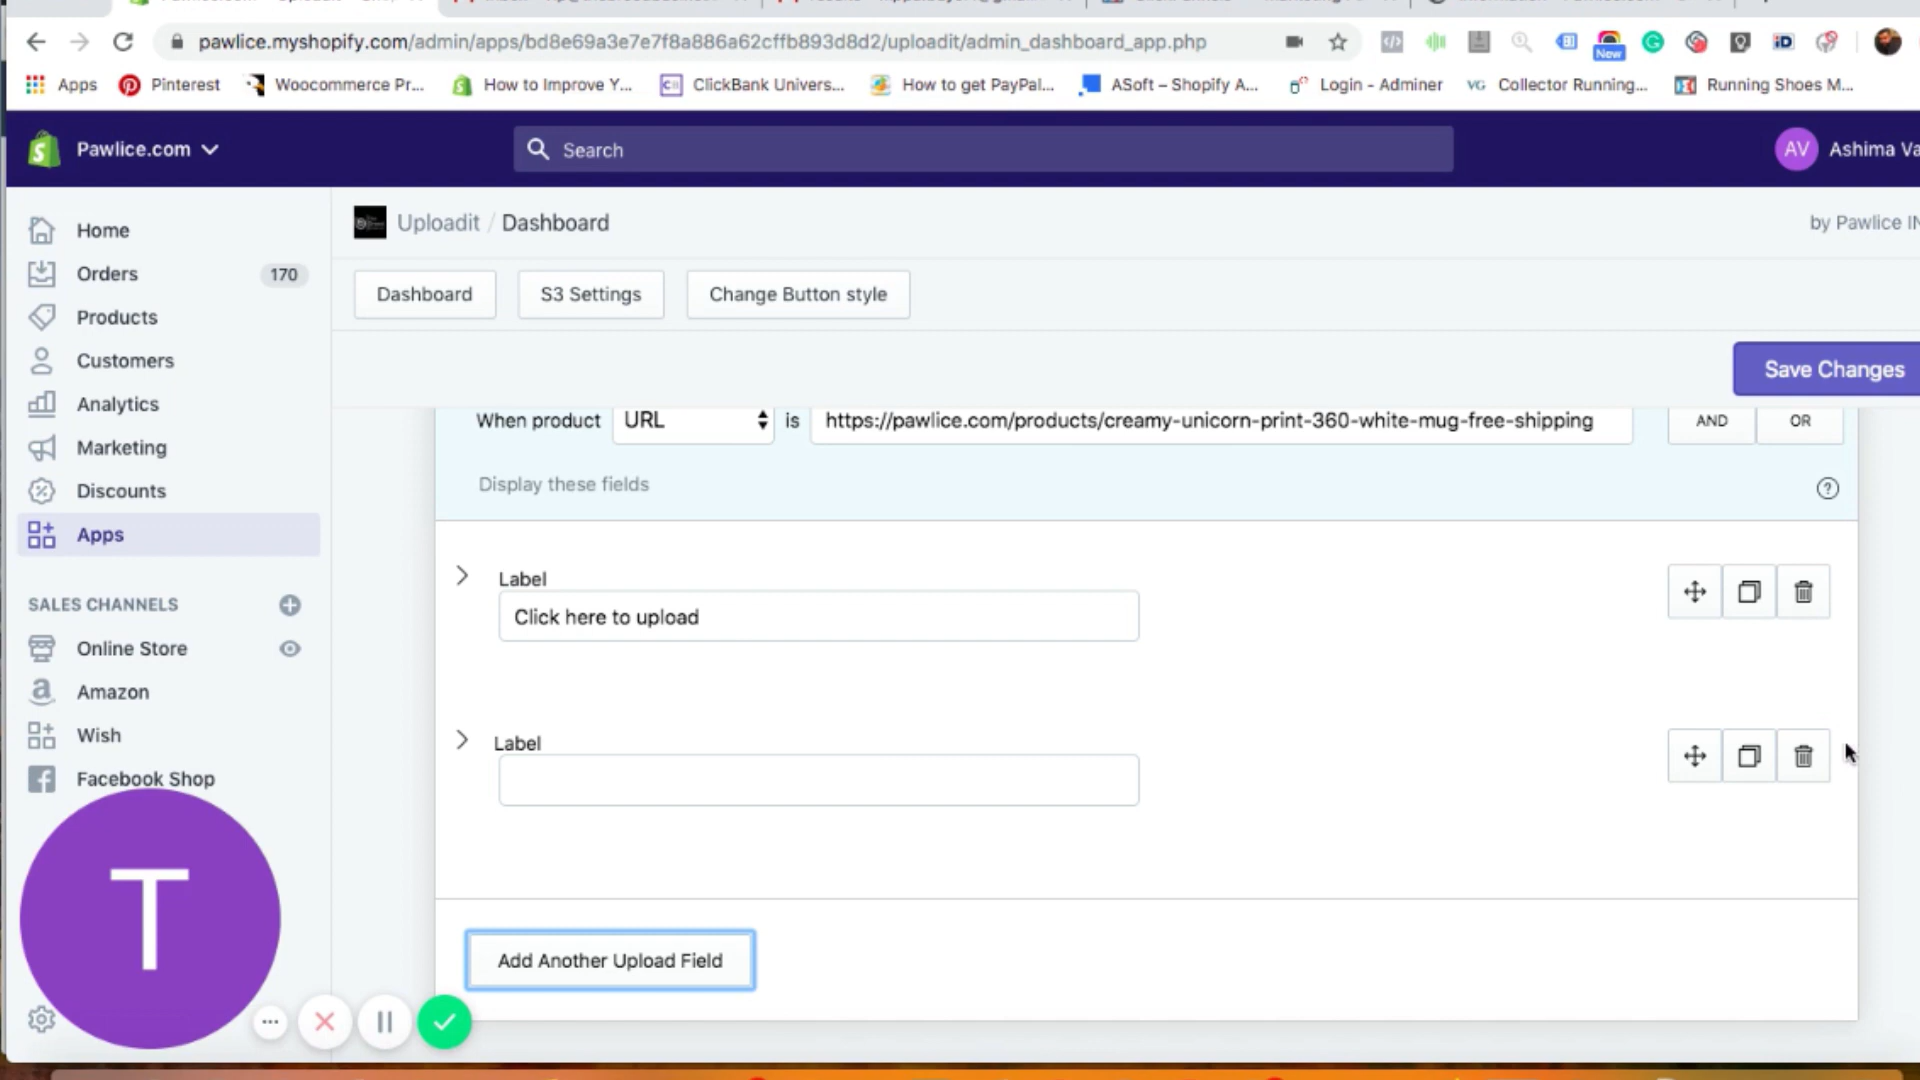 pawlice.myshopify.com/admin/apps/bd8e69a3e7e7f8a886a62cffb893d8d2/uploadit/admin_dashboard_app.php
New
iD
Apps Pinterest Woocommerce Pr... How to Improve Y... ClickBank Univers... How to get PayPal... ASoft – Shopify A... Login - Adminer VG Collector Running... Running Shoes M...
Pawlice.com Search AV Ashima Va
Uploadit / Dashboard by Pawlice IN
Dashboard S3 Settings Change Button style
Save Changes
Home
Orders 170
Products
Customers
Analytics
Marketing
Discounts
Apps
SALES CHANNELS
Online Store
Amazon
Wish
Facebook Shop
When product URL is https://pawlice.com/products/creamy-unicorn-print-360-white-mug-free-shipping AND OR
Display these fields ?
Label
Click here to upload
Label
Add Another Upload Field
T